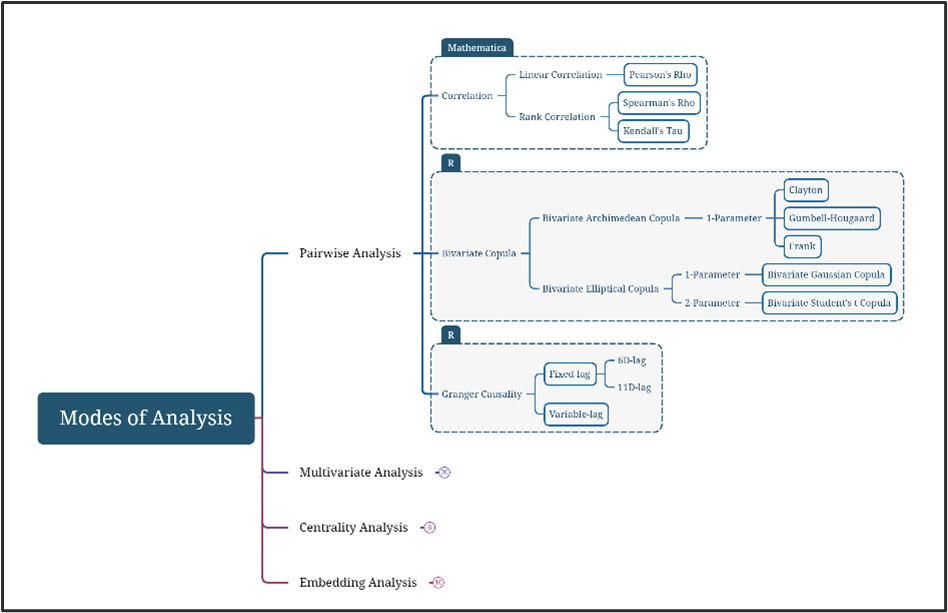 Mathematica
Correlation
Linear Correlation
Pearson's Rho
Rank Correlation
Spearman's Rho
Kendall's Tau
R
Bivariate Copula
Bivariate Archimedean Copula
1-Parameter
Clayton
Gumbell-Hougaard
Frank
Bivariate Elliptical Copula
1-Parameter
Bivariate Gaussian Copula
2-Parameter
Bivariate Student's t Copula
R
Granger Causality
Fixed-lag
6D-lag
11D-lag
Variable-lag
Pairwise Analysis
Modes of Analysis
Multivariate Analysis
Centrality Analysis
Embedding Analysis